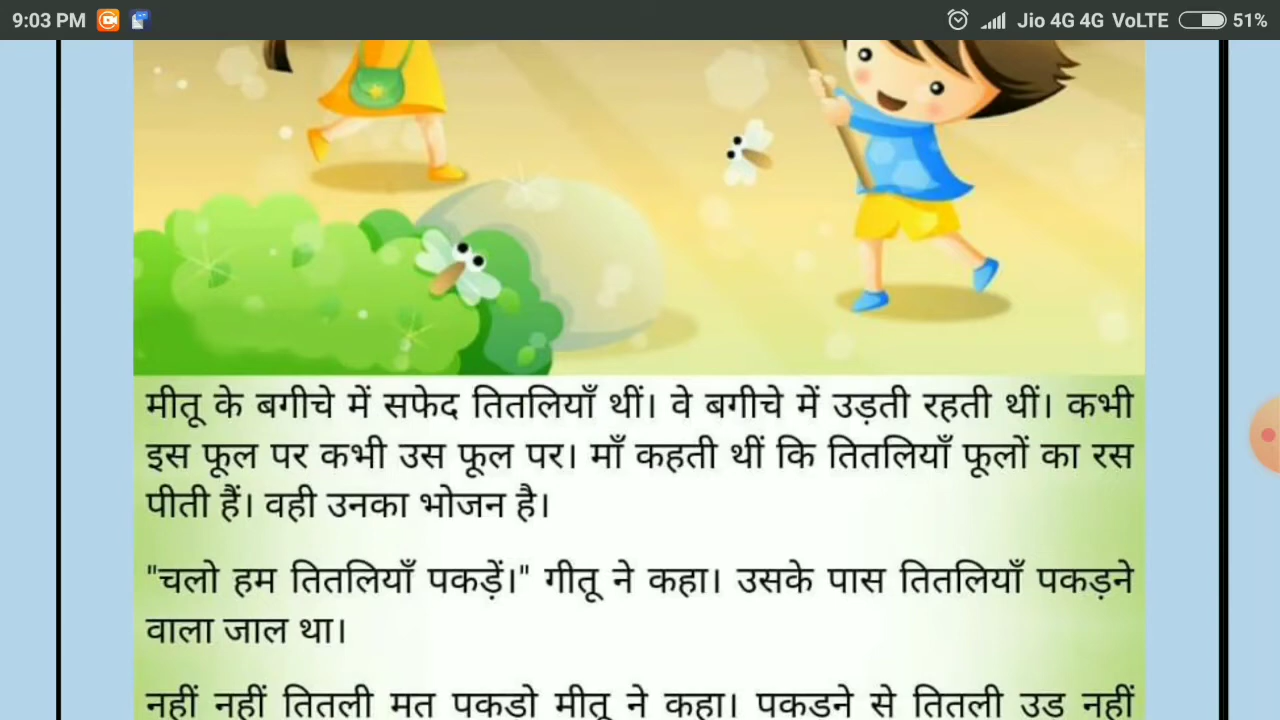 9:03 PM
Jio 4G 4G VoLTE
51%
मीतू के बगीचे में सफेद तितलियाँ थीं। वे बगीचे में उड़ती रहती थीं। कभी
इस फूल पर कभी उस फूल पर। माँ कहती थीं कि तितलियाँ फूलों का रस
पीती हैं। वही उनका भोजन है।
"चलो हम तितलियाँ पकड़ें।" गीतू ने कहा। उसके पास तितलियाँ पकड़ने
वाला जाल था।
नहीं नहीं तितली मत पकड़ो मीतू ने कहा। पकड़ने से तितली उड़ नहीं